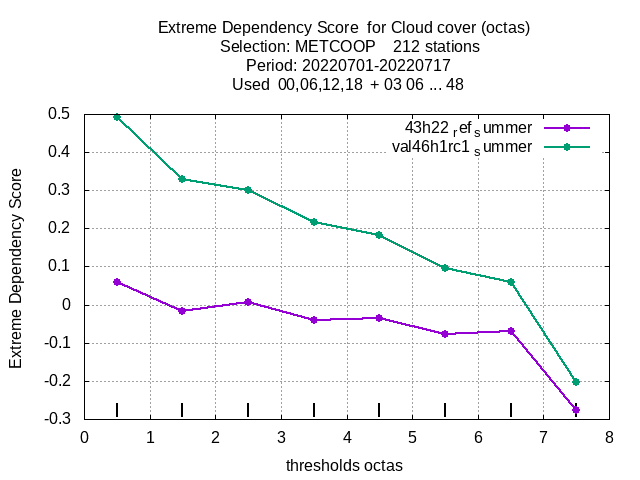 Extreme Dependency Score  for Cloud cover (octas)
Selection: METCOOP    212 stations
Period: 20220701-20220717
Used  00,06,12,18  + 03 06 ... 48
43h22 ref summer
val46h1rc1 summer
0.5
0.4
0.3
0.2
0.1
0
-0.1
-0.2
-0.3
Extreme Dependency Score
0 1 2 3 4 5 6 7 8
thresholds octas